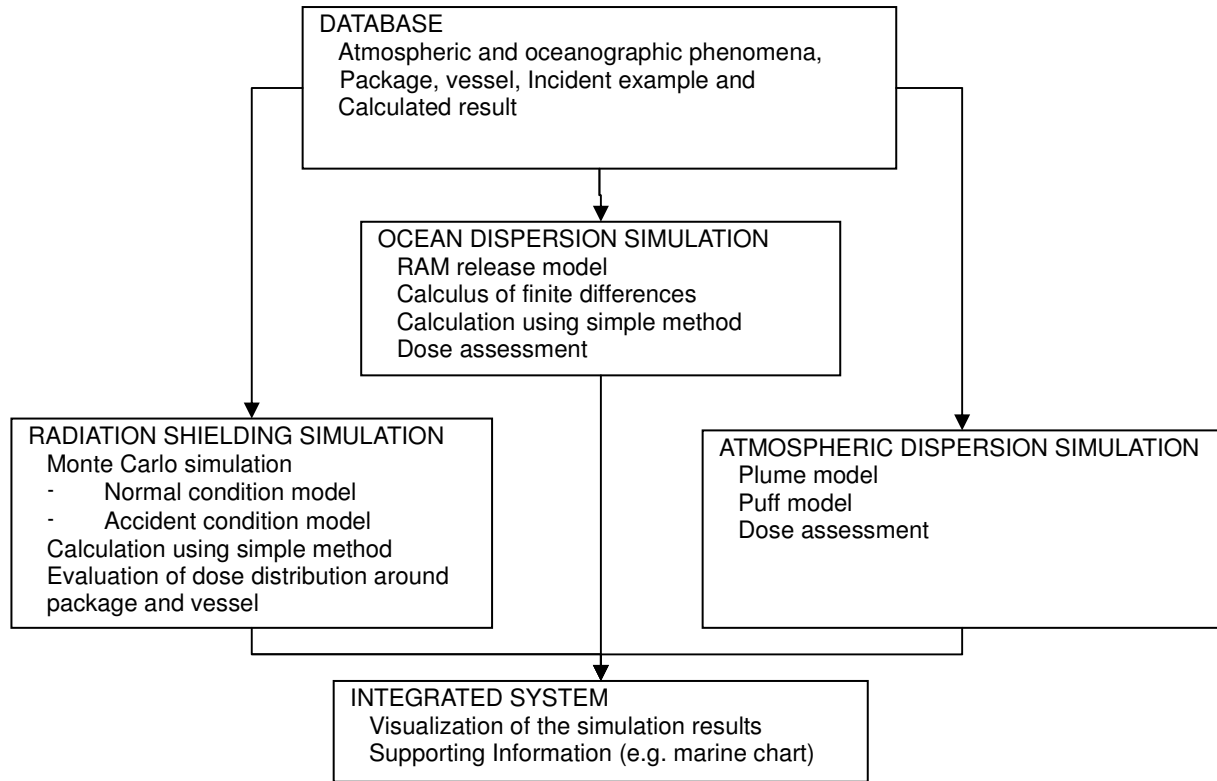 DATABASE
Atmospheric and oceanographic phenomena,
Package, vessel, Incident example and
Calculated result
OCEAN DISPERSION SIMULATION
RAM release model
Calculus of finite differences
Calculation using simple method
Dose assessment
RADIATION SHIELDING SIMULATION
Monte Carlo simulation
- Normal condition model
- Accident condition model
Calculation using simple method
Evaluation of dose distribution around
package and vessel
ATMOSPHERIC DISPERSION SIMULATION
Plume model
Puff model
Dose assessment
INTEGRATED SYSTEM
Visualization of the simulation results
Supporting Information (e.g. marine chart)